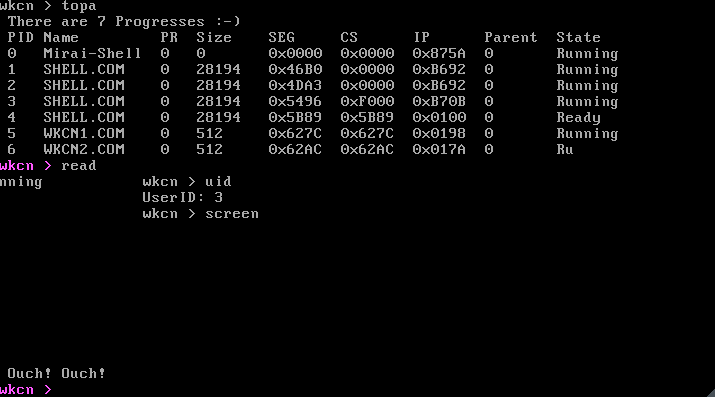 wkcn > topa
There are 7 Progresses :-)
PID Name PR Size SEG CS IP Parent State
0 Mirai-Shell 0 0 0x0000 0x0000 0x875A 0 Running
1 SHELL.COM 0 28194 0x46B0 0x0000 0xB692 0 Running
2 SHELL.COM 0 28194 0x4DA3 0x0000 0xB692 0 Running
3 SHELL.COM 0 28194 0x5496 0xF000 0xB70B 0 Running
4 SHELL.COM 0 28194 0x5B89 0x5B89 0x0100 0 Ready
5 WKCN1.COM 0 512 0x627C 0x627C 0x0198 0 Running
6 WKCN2.COM 0 512 0x62AC 0x62AC 0x017A 0 Ru
wkcn > read
nning wkcn > uid
UserID: 3
wkcn > screen
Ouch! Ouch!
wkcn >